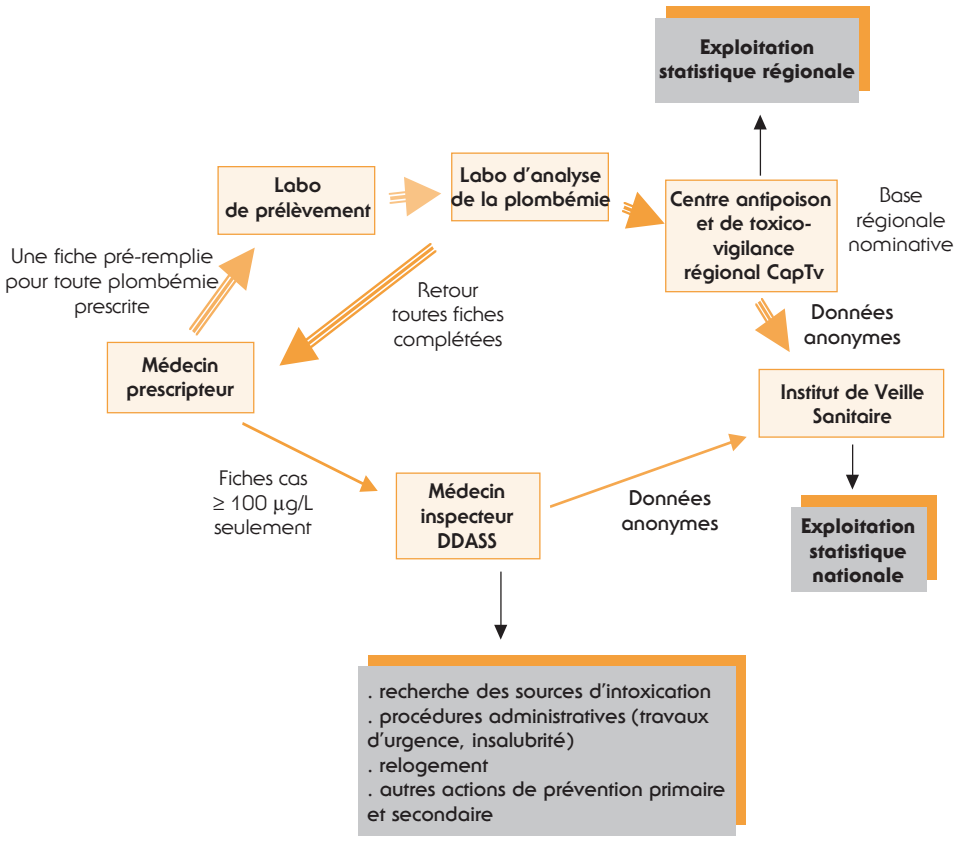 Exploitation
statistique régionale
Labo
de prélèvement
Labo d'analyse
de la plombémie
Centre antipoison
et de toxico-
vigilance
régional CapTv
Base
régionale
nominative
Une fiche pré-remplie
pour toute plombémie
prescrite
Retour
toutes fiches
complétées
Données
anonymes
Médecin
prescripteur
Institut de Veille
Sanitaire
Fiches cas
≥ 100 µg/L
seulement
Médecin
inspecteur
DDASS
Données
anonymes
Exploitation
statistique
nationale
. recherche des sources d'intoxication
. procédures administratives (travaux
d'urgence, insalubrité)
. relogement
. autres actions de prévention primaire
et secondaire